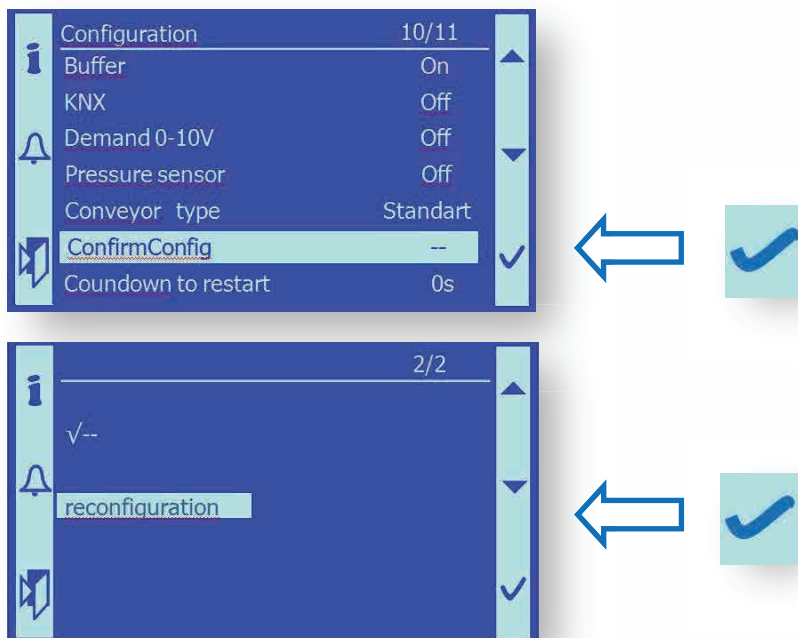 Configuration 10/11
Buffer On
KNX Off
Demand 0-10V Off
Pressure sensor Off
Conveyor type Standart
ConfirmConfig --
Coundown to restart 0s
2/2
√--
reconfiguration